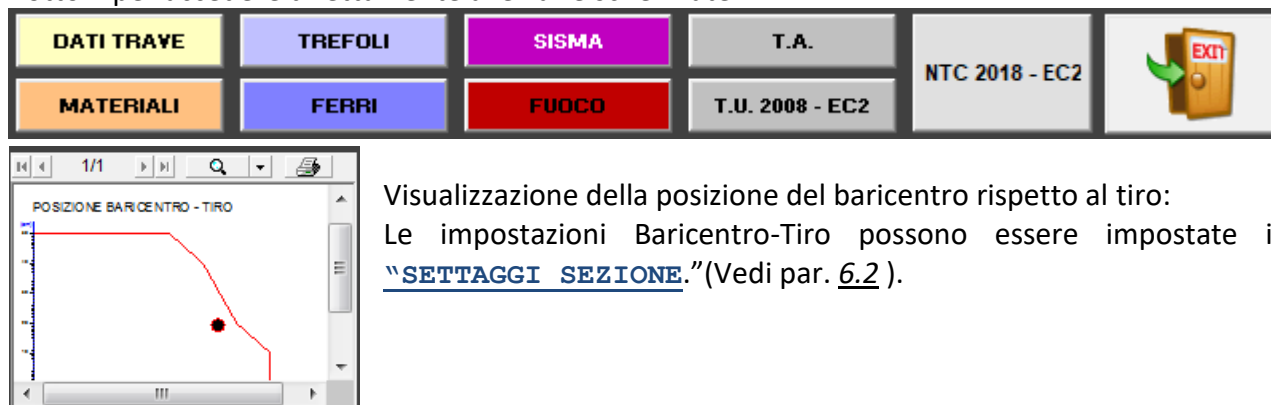 DATI TRAVE TREFOLI SISMA T.A. NTC 2018 - EC2 EXIT
MATERIALI FERRI FUOCO T.U. 2008 - EC2
1/1
POSIZIONE BARICENTRO - TIRO
Visualizzazione della posizione del baricentro rispetto al tiro:
Le impostazioni Baricentro-Tiro possono essere impostate i
“SETTAGGI SEZIONE.”(Vedi par. 6.2 ).